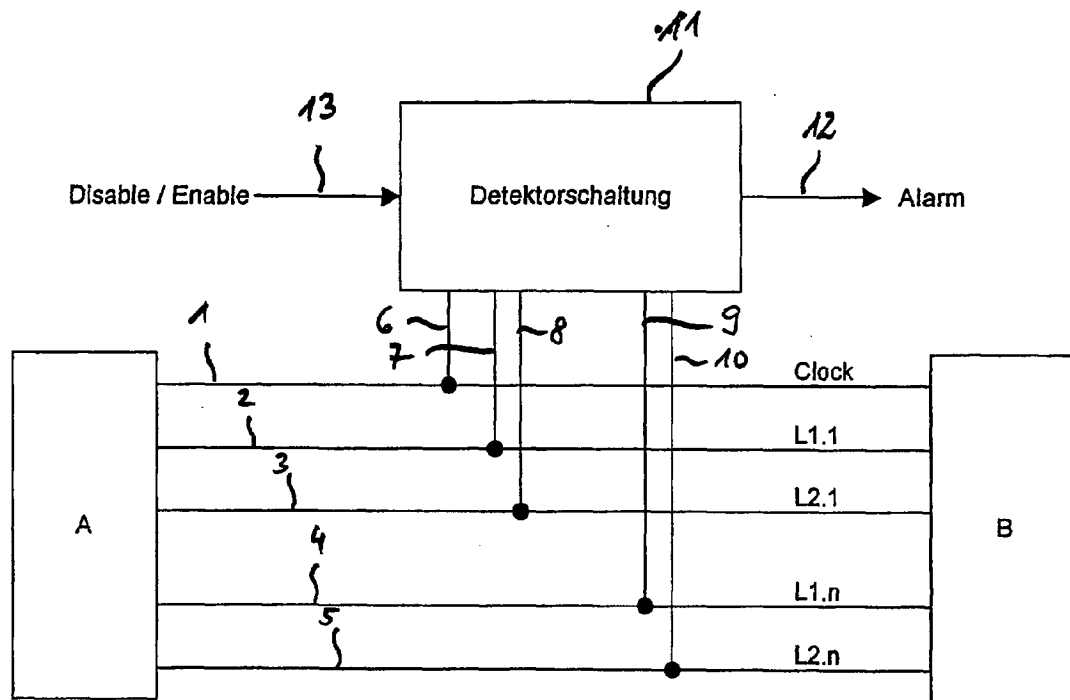 11
13
12
Disable / Enable
Detektorschaltung
Alarm
6
8
9
7
10
1
Clock
2
L1.1
3
L2.1
A
B
4
L1.n
5
L2.n